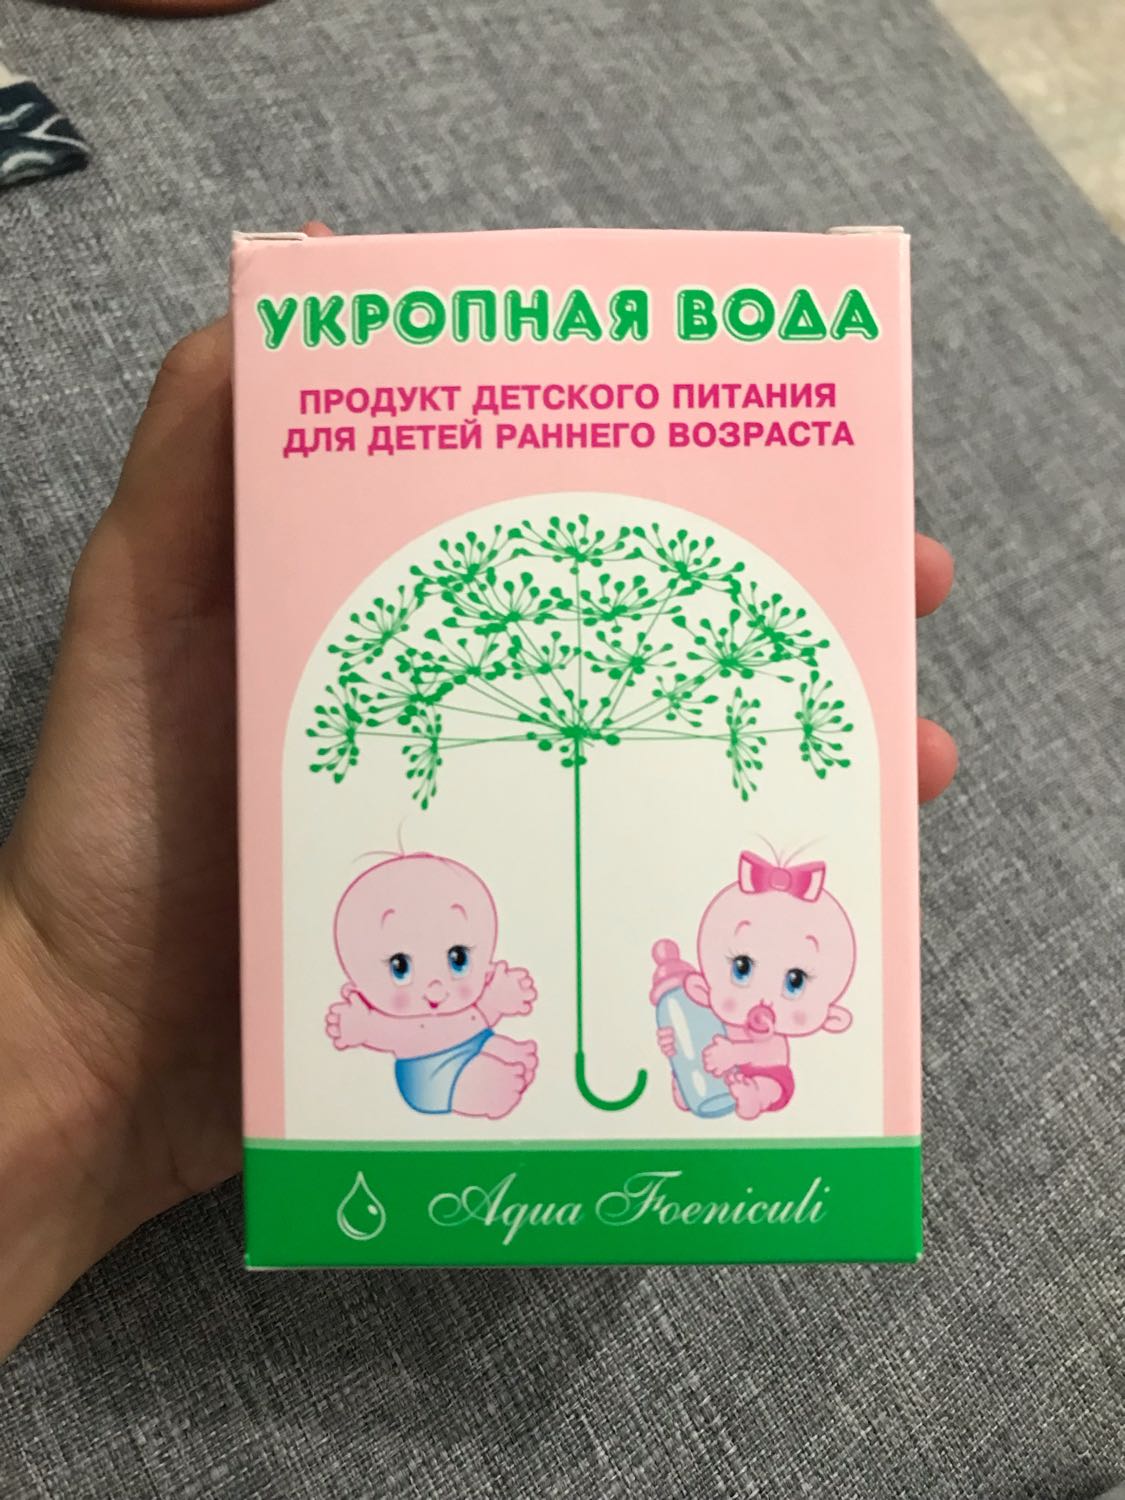 УКРОПНАЯ ВОДА
ПРОДУКТ ДЕТСКОГО ПИТАНИЯ
ДЛЯ ДЕТЕЙ РАННЕГО ВОЗРАСТА
Aqua Foeniculi